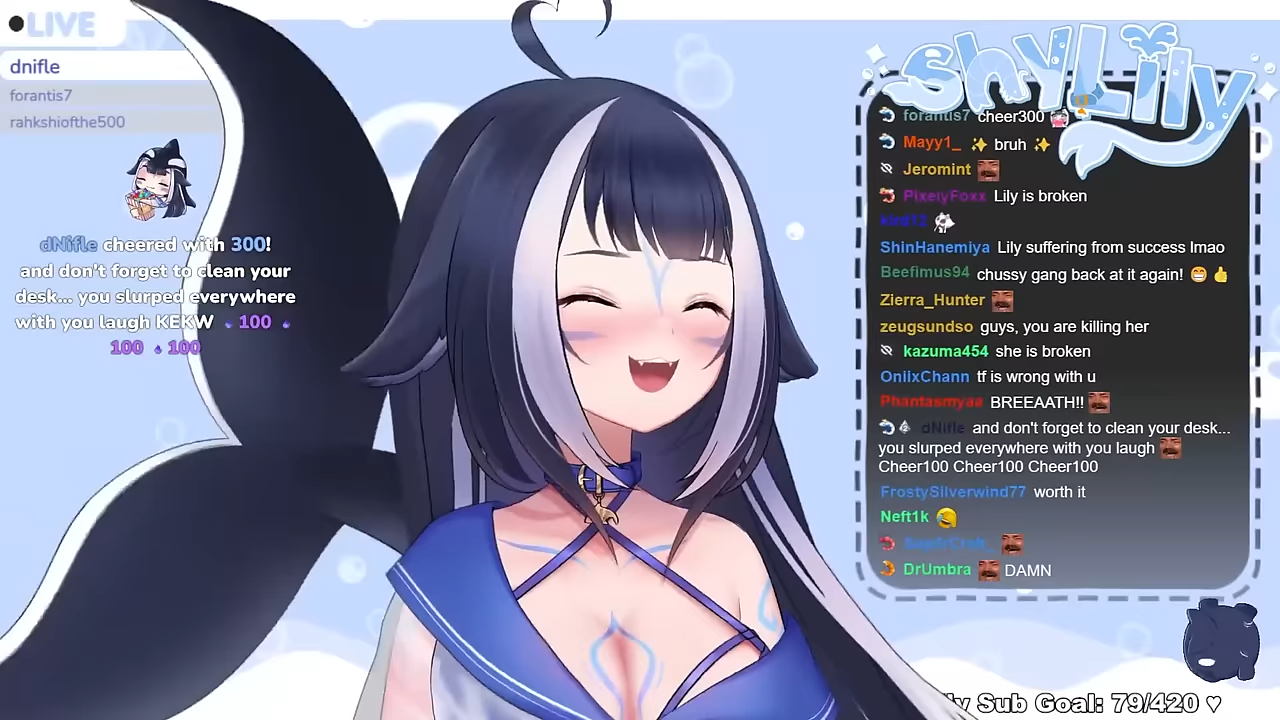 LIVE
dnifle
forantis7
rahkshiofthe500
dNifle cheered with 300!
and don't forget to clean your
desk... you slurped everywhere
with you laugh KEKW 100
100 100
shyLily
forantis7 cheer300
Mayy1_ ✨ bruh ✨
Jeromint
PixelyFoxx Lily is broken
ShinHanemiya Lily suffering from success lmao
Beefimus94 chussy gang back at it again! 😁 👍
Zierra_Hunter
zeugsundso guys, you are killing her
kazuma454 she is broken
OniixChann tf is wrong with u
Phantasmyaa BREEAATH!!
dNifle and don't forget to clean your desk...
you slurped everywhere with you laugh
Cheer100 Cheer100 Cheer100
FrostySilverwind77 worth it
Neft1k
DrUmbra DAMN
Sub Goal: 79/420 ♥